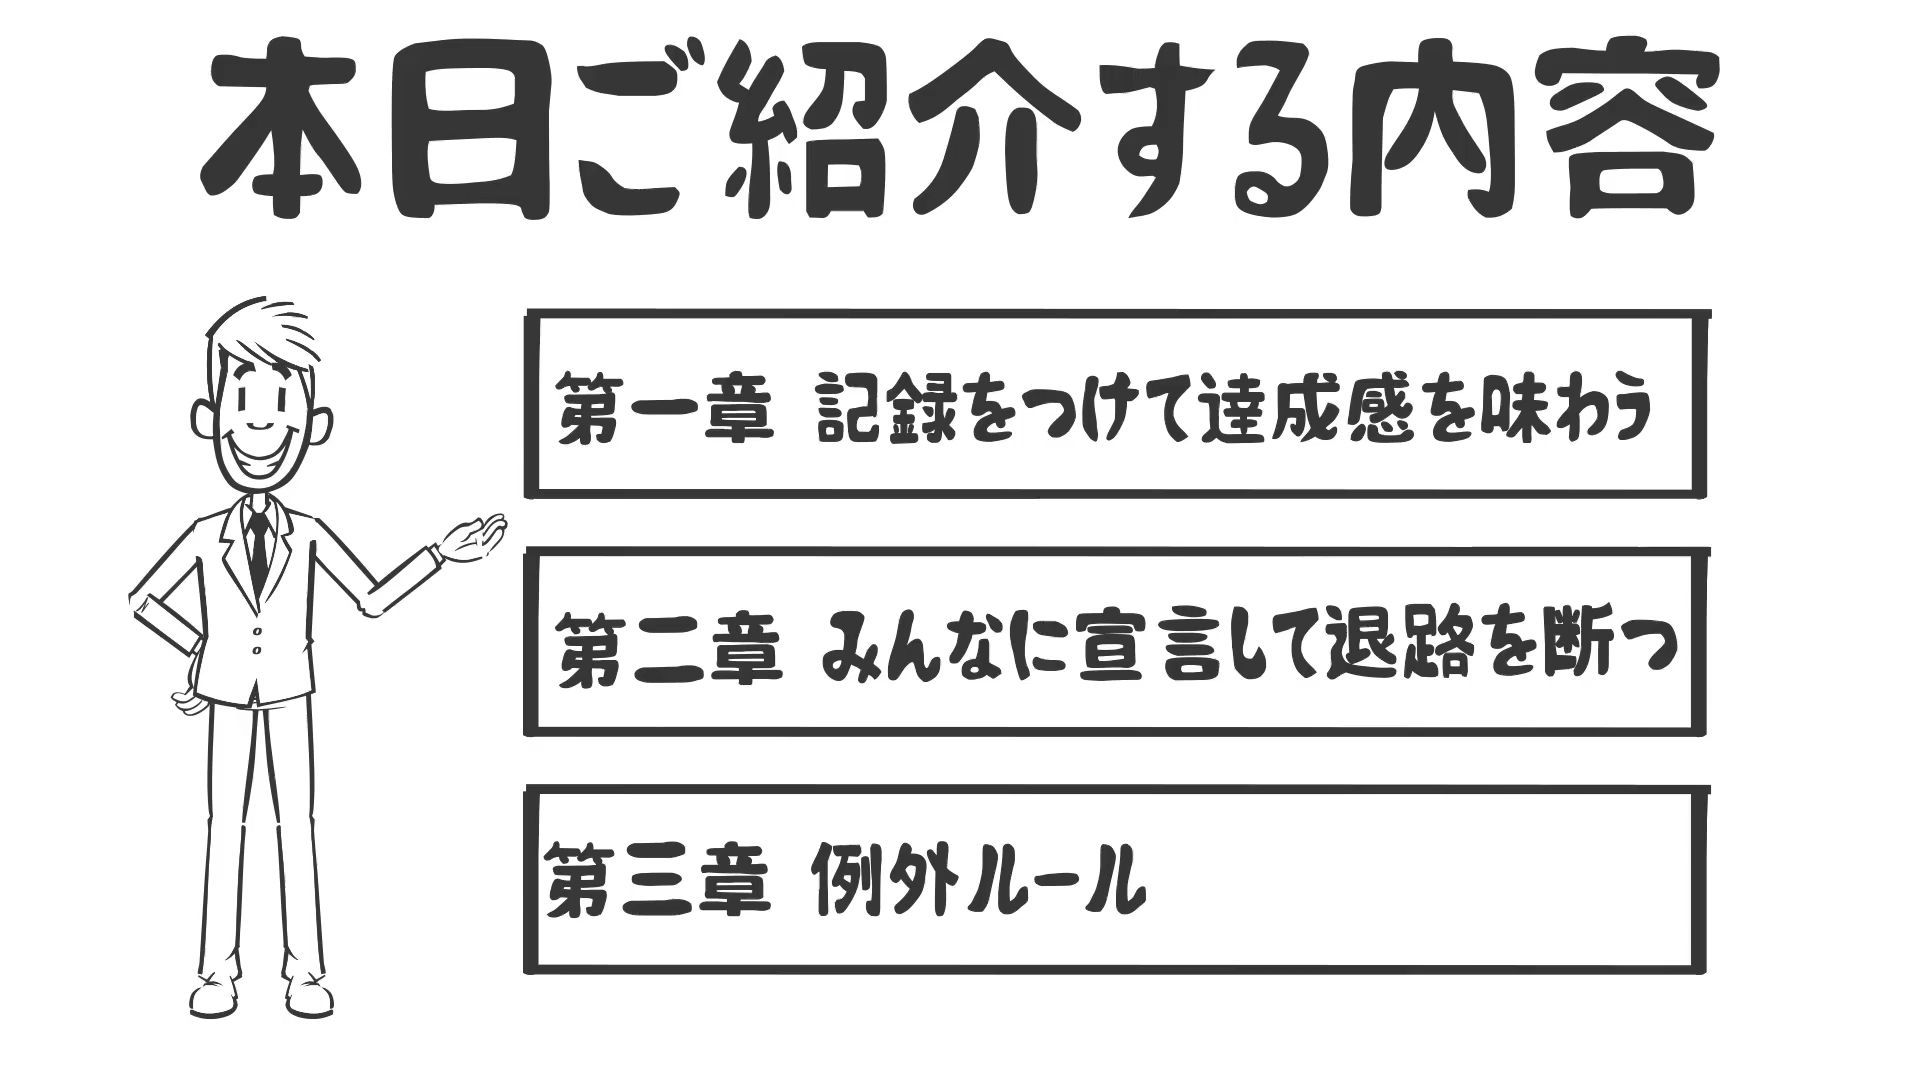 本日ご紹介する内容
第一章 記録をつけて達成感を味わう
第二章 みんなに宣言して退路を断つ
第三章 例外ルール